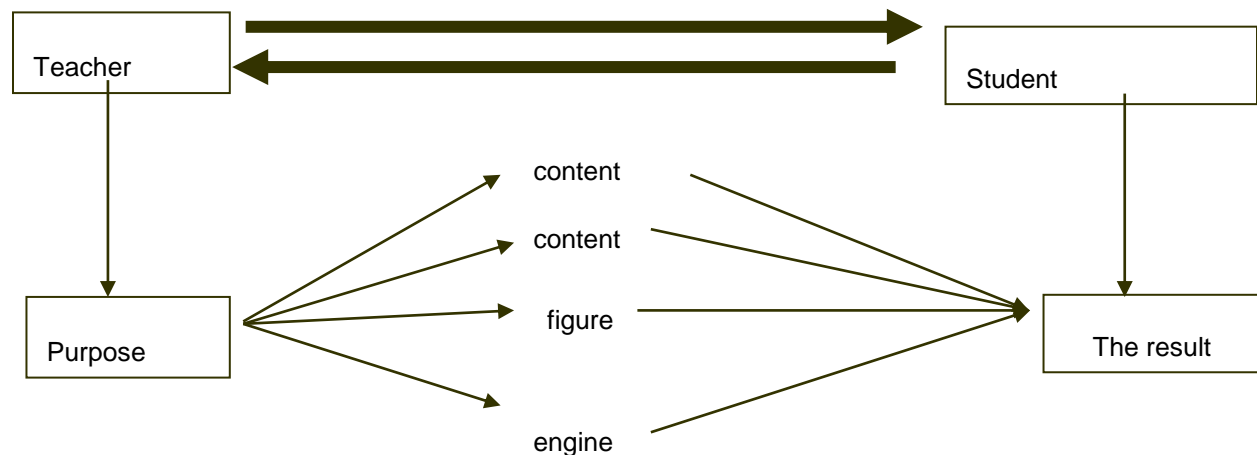 Teacher
Student
content
content
figure
Purpose
The result
engine